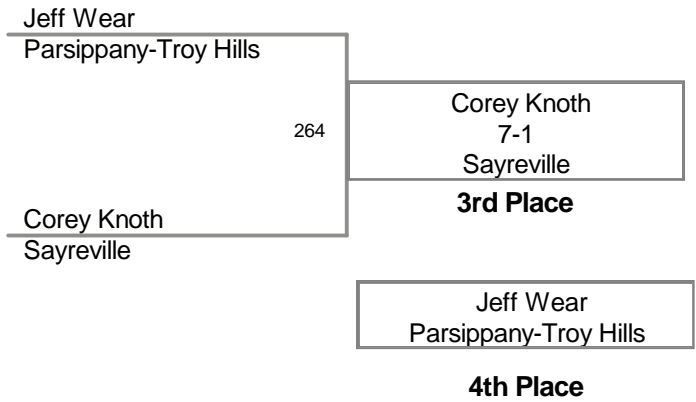 Jeff Wear
Parsippany-Troy Hills
264
Corey Knoth
7-1
Sayreville
3rd Place
Corey Knoth
Sayreville
Jeff Wear
Parsippany-Troy Hills
4th Place